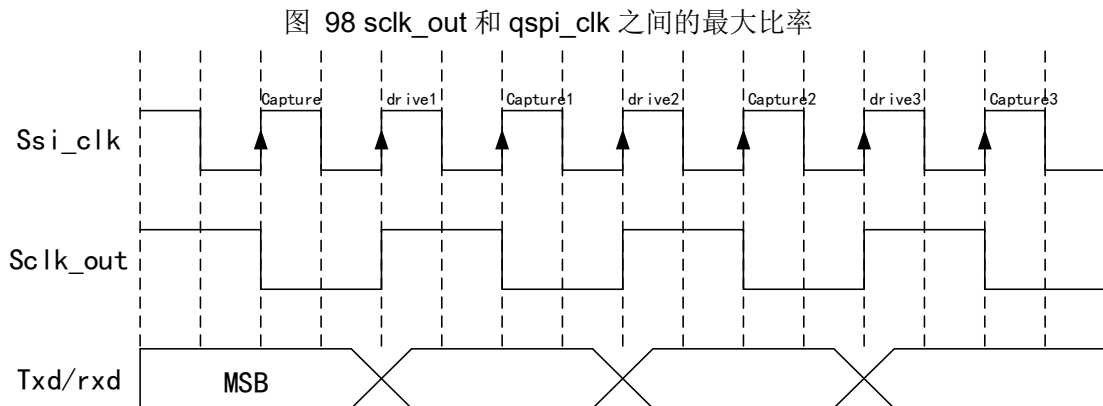 图 98 sclk_out 和 qspi_clk 之间的最大比率
Capture drive1 Capture1 drive2 Capture2 drive3 Capture3
Ssi_clk
Sclk_out
Txd/rxd MSB